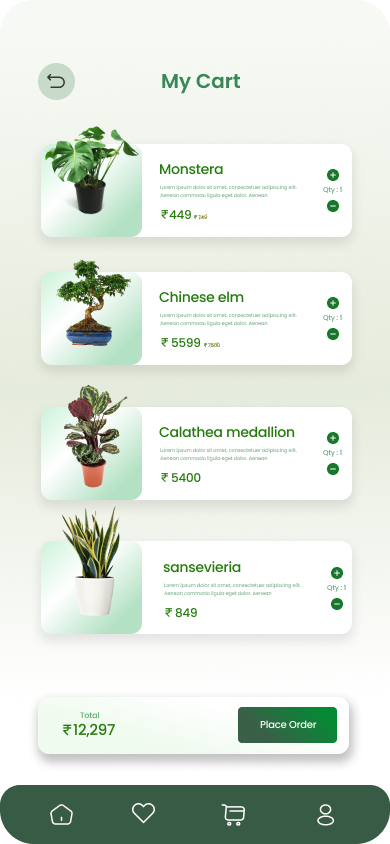 My Cart
Monstera
Lorem ipsum dolor sit amet, consectetuer adipiscing elit.
Aenean commodo ligula eget dolor. Aenean
Qty : 1
₹449
Chinese elm
Lorem ipsum dolor sit amet, consectetuer adipiscing elit.
Aenean commodo ligula eget dolor. Aenean
Qty : 1
₹ 5599
Calathea medallion
Lorem ipsum dolor sit amet, consectetuer adipiscing elit.
Aenean commodo ligula eget dolor. Aenean
Qty : 1
₹ 5400
sansevieria
Lorem ipsum dolor sit amet, consectetuer adipiscing elit.
Aenean commodo ligula eget dolor. Aenean
Qty : 1
₹ 849
Total
₹12,297
Place Order